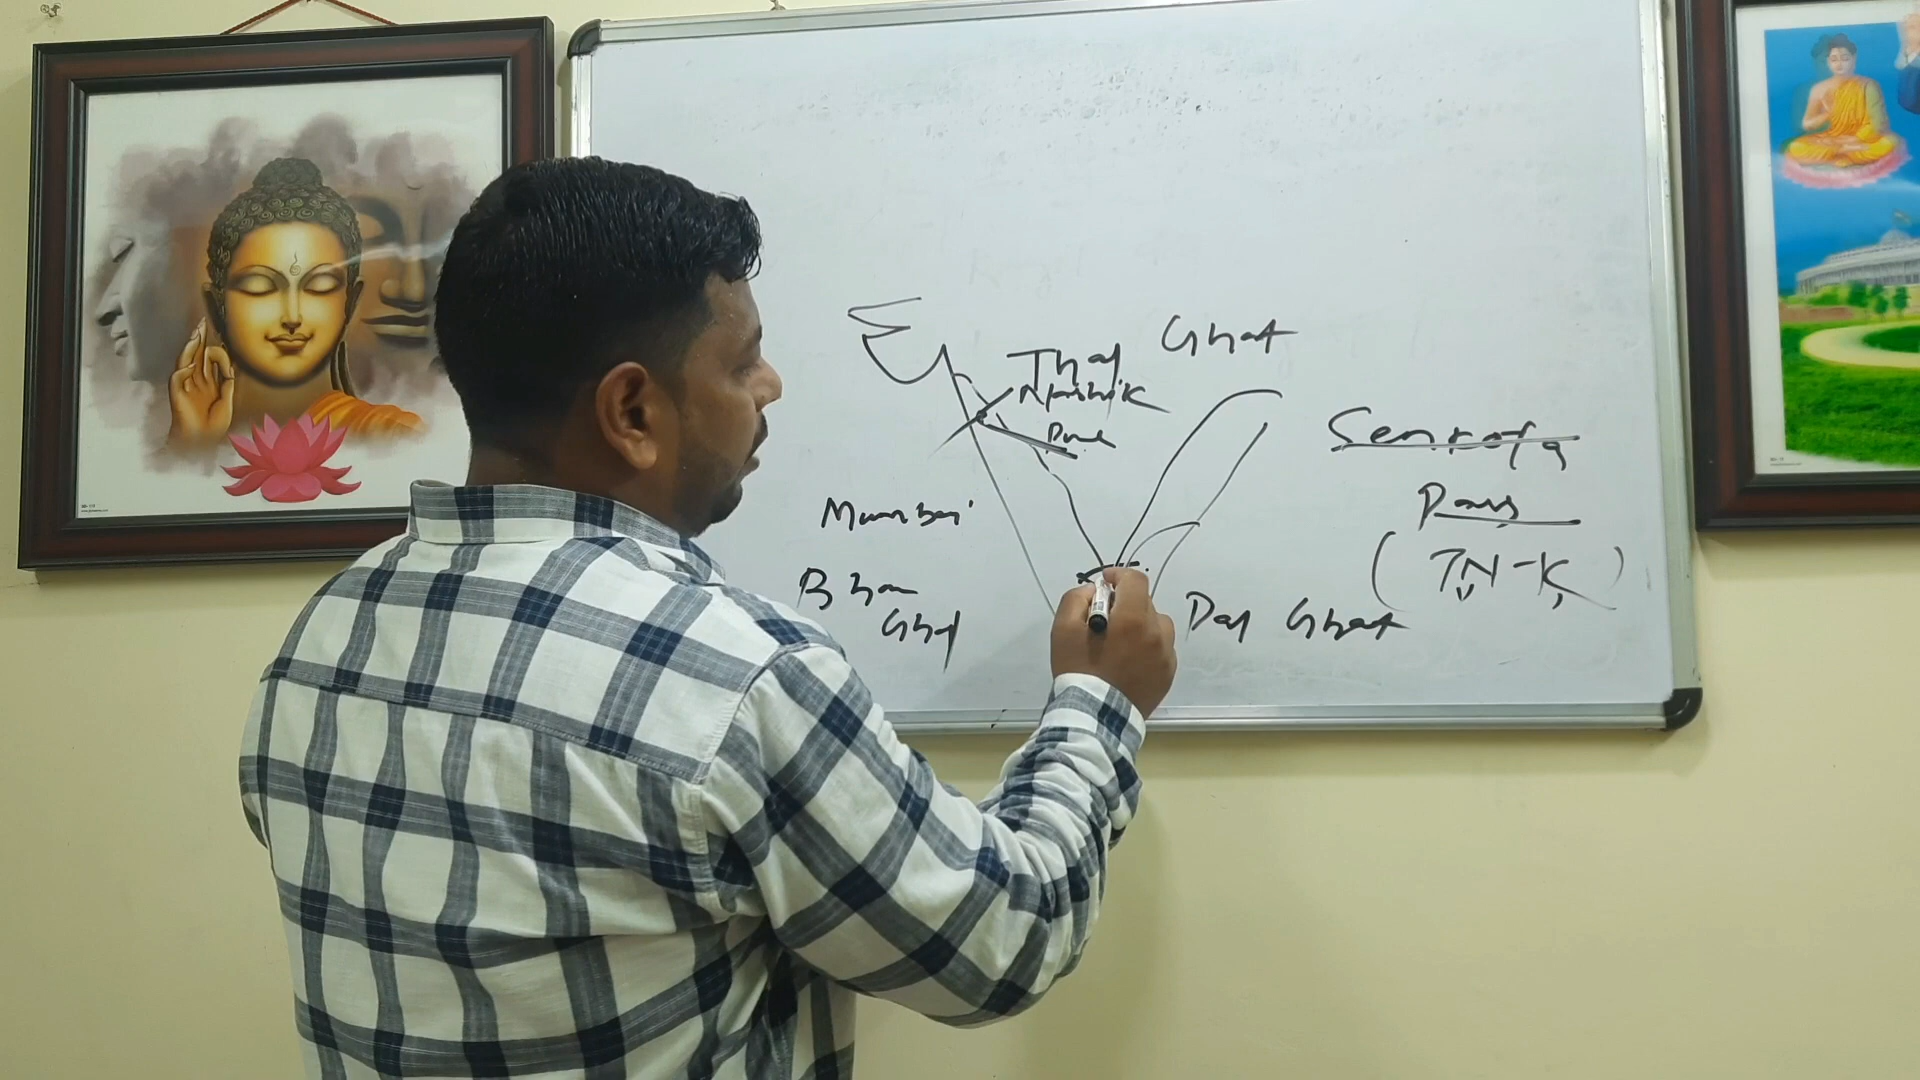 Thal Ghat
Nashik
Pune
Mumbai
Bhor
Ghat
Pal Ghat
Senkota
Pass
(TN-K)